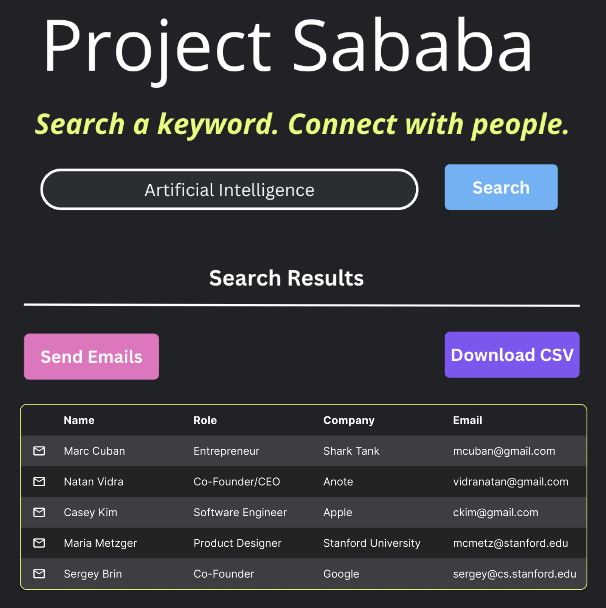 Project Sababa
Search a keyword. Connect with people.
Artificial Intelligence Search
Search Results
Send Emails Download CSV
Name Role Company Email
Marc Cuban Entrepreneur Shark Tank mcuban@gmail.com
Natan Vidra Co-Founder/CEO Anote vidranatan@gmail.com
Casey Kim Software Engineer Apple ckim@gmail.com
Maria Metzger Product Designer Stanford University mcmetz@stanford.edu
Sergey Brin Co-Founder Google sergey@cs.stanford.edu